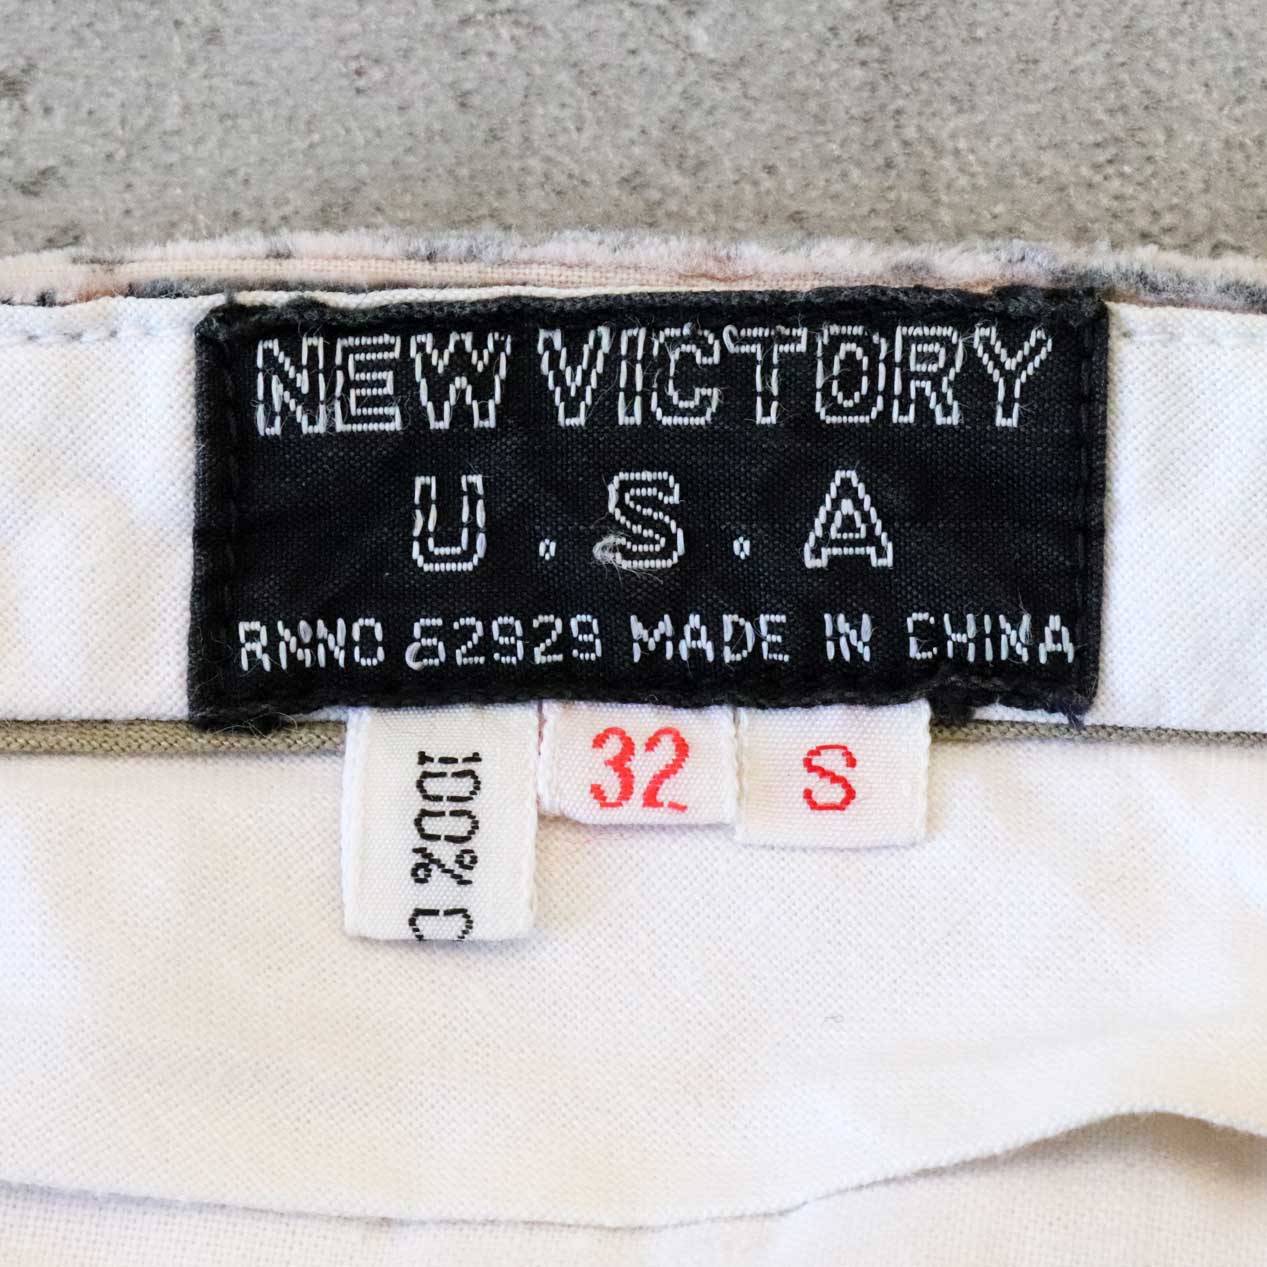 NEW VICTORY
U.S.A
RNNO 62929 MADE IN CHINA
100% C
32
S